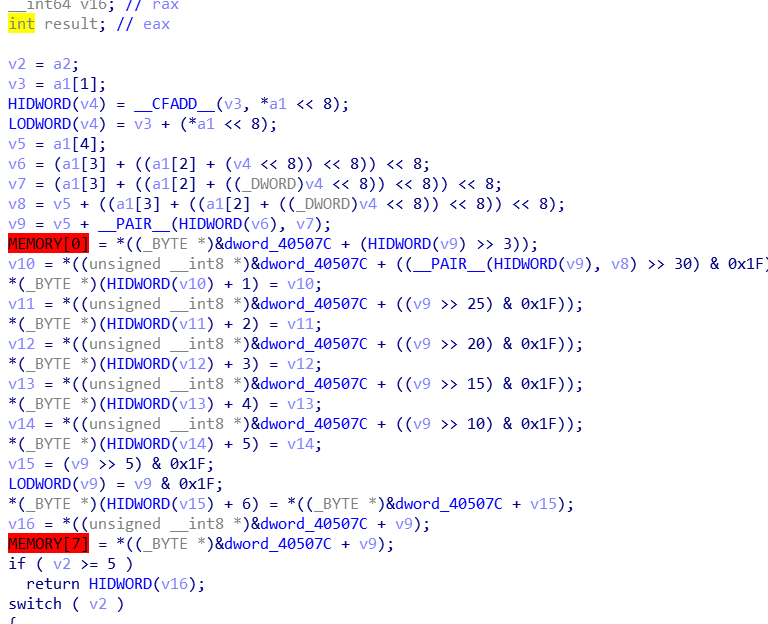 __int64 v16; // rax
int result; // eax
v2 = a2;
v3 = a1[1];
HIDWORD(v4) = __CFADD__(v3, *a1 << 8);
LODWORD(v4) = v3 + (*a1 << 8);
v5 = a1[4];
v6 = (a1[3] + ((a1[2] + (v4 << 8)) << 8)) << 8;
v7 = (a1[3] + ((a1[2] + ((_DWORD)v4 << 8)) << 8)) << 8;
v8 = v5 + ((a1[3] + ((a1[2] + ((_DWORD)v4 << 8)) << 8)) << 8);
v9 = v5 + __PAIR__(HIDWORD(v6), v7);
MEMORY[0] = *((_BYTE *)&dword_40507C + (HIDWORD(v9) >> 3));
v10 = *((unsigned __int8 *)&dword_40507C + ((__PAIR__(HIDWORD(v9), v8) >> 30) & 0x1F)
*(_BYTE *)(HIDWORD(v10) + 1) = v10;
v11 = *((unsigned __int8 *)&dword_40507C + ((v9 >> 25) & 0x1F));
*(_BYTE *)(HIDWORD(v11) + 2) = v11;
v12 = *((unsigned __int8 *)&dword_40507C + ((v9 >> 20) & 0x1F));
*(_BYTE *)(HIDWORD(v12) + 3) = v12;
v13 = *((unsigned __int8 *)&dword_40507C + ((v9 >> 15) & 0x1F));
*(_BYTE *)(HIDWORD(v13) + 4) = v13;
v14 = *((unsigned __int8 *)&dword_40507C + ((v9 >> 10) & 0x1F));
*(_BYTE *)(HIDWORD(v14) + 5) = v14;
v15 = (v9 >> 5) & 0x1F;
LODWORD(v9) = v9 & 0x1F;
*(_BYTE *)(HIDWORD(v15) + 6) = *((_BYTE *)&dword_40507C + v15);
v16 = *((unsigned __int8 *)&dword_40507C + v9);
MEMORY[7] = *((_BYTE *)&dword_40507C + v9);
if ( v2 >= 5 )
return HIDWORD(v16);
switch ( v2 )
{